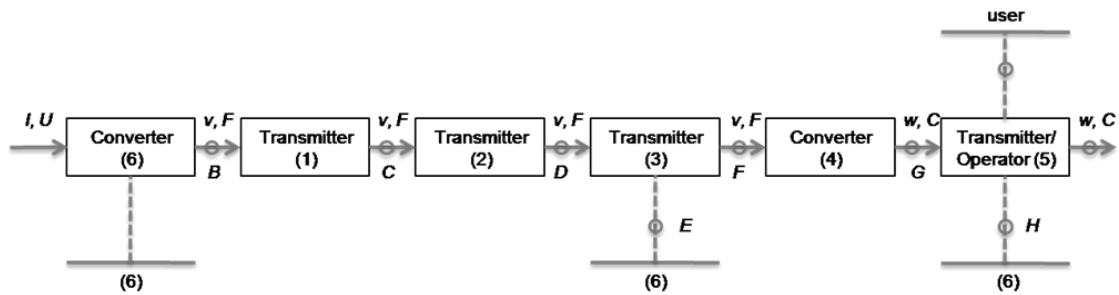 user
I, U
v, F
v, F
v, F
v, F
w, C
w, C
Converter
(6)
Transmitter
(1)
Transmitter
(2)
Transmitter
(3)
Converter
(4)
Transmitter/
Operator (5)
B
C
D
F
G
E
H
(6)
(6)
(6)